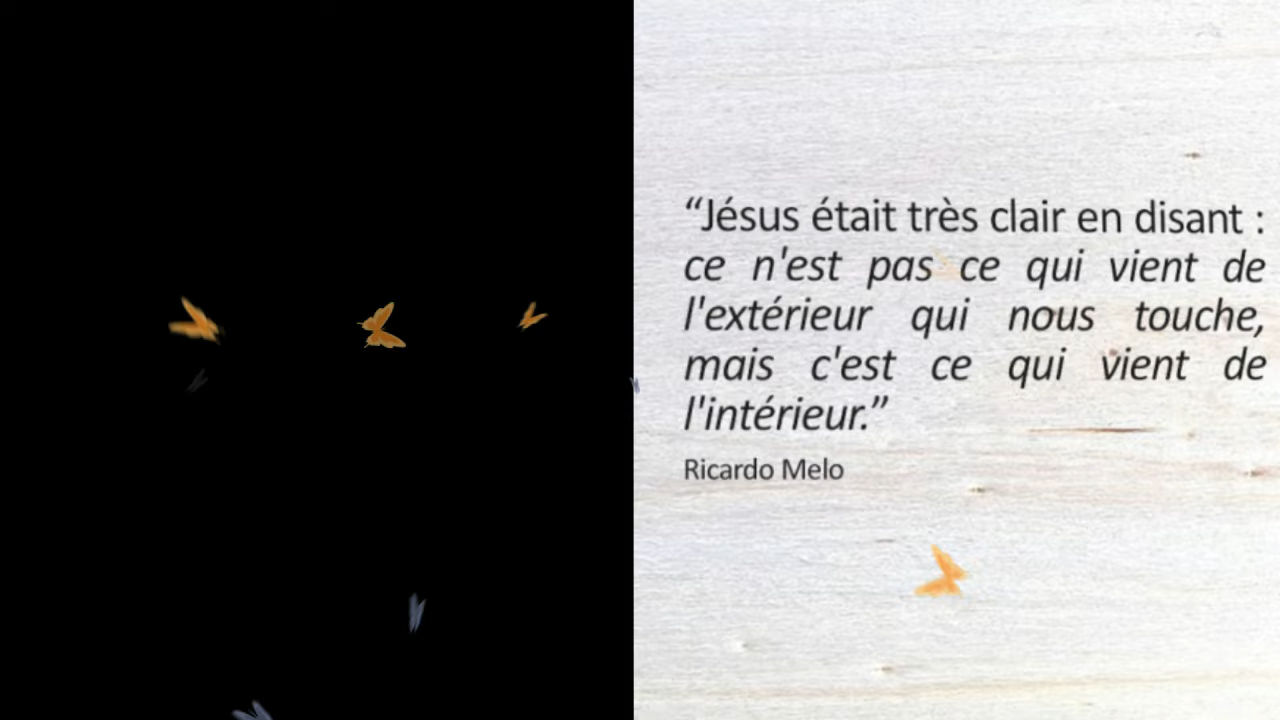 “Jésus était très clair en disant :
ce n'est pas ce qui vient de
l'extérieur qui nous touche,
mais c'est ce qui vient de
l'intérieur.”
Ricardo Melo